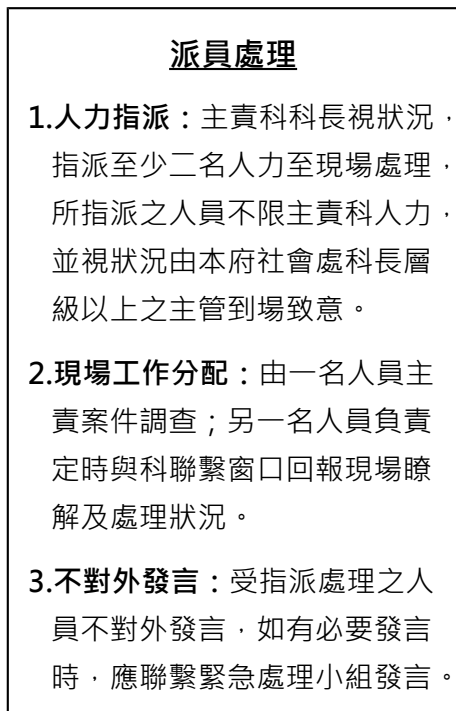 派員處理
1.人力指派：主責科科長視狀況，
指派至少二名人力至現場處理，
所指派之人員不限主責科人力，
並視狀況由本府社會處科長層
級以上之主管到場致意。
2.現場工作分配：由一名人員主
責案件調查；另一名人員負責
定時與科聯繫窗口回報現場瞭
解及處理狀況。
3.不對外發言：受指派處理之人
員不對外發言，如有必要發言
時，應聯繫緊急處理小組發言。